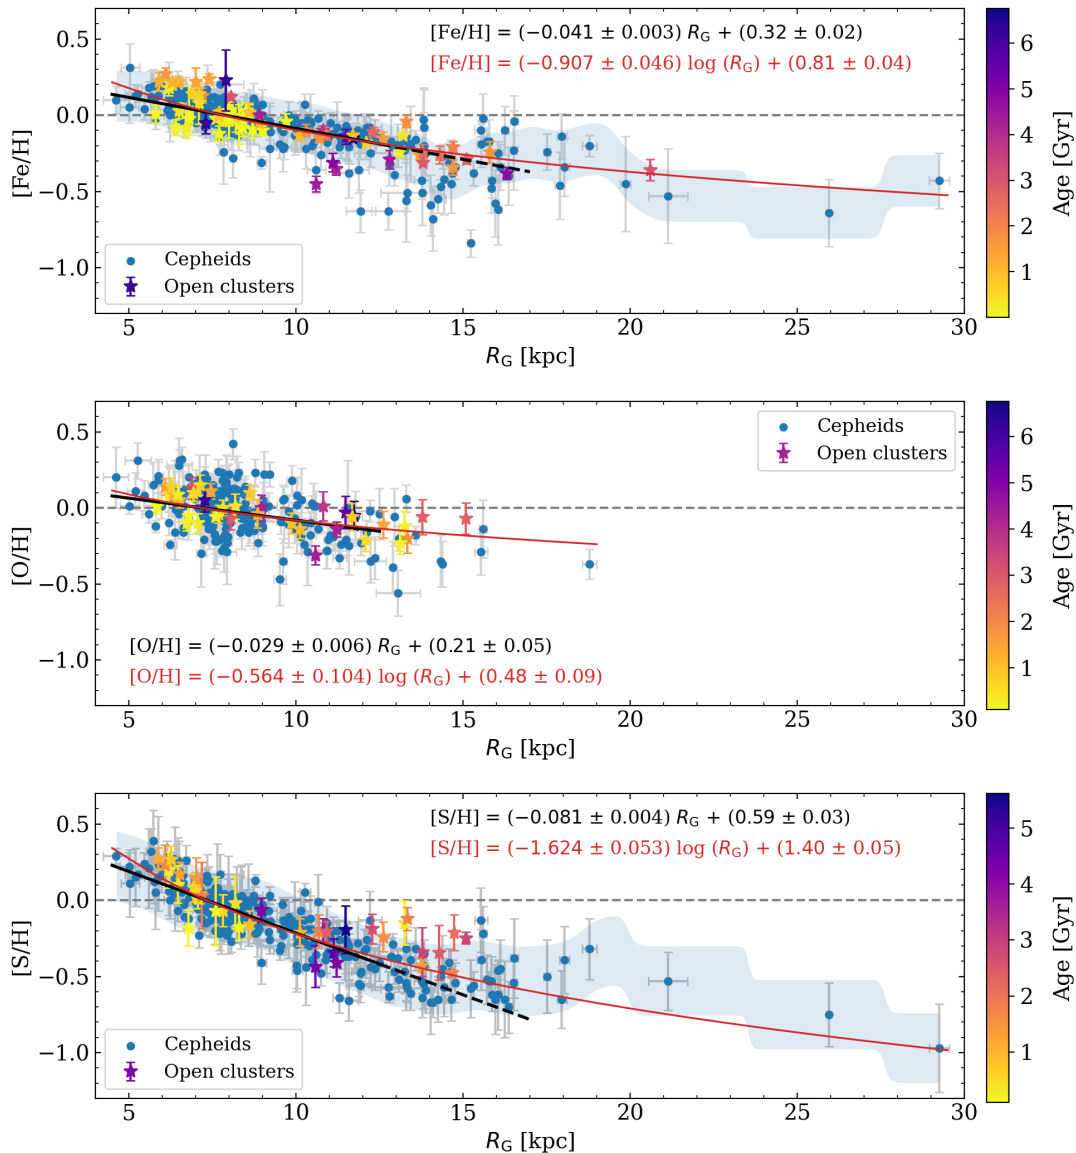 [Fe/H] = (−0.041 ± 0.003) R_G + (0.32 ± 0.02)
[Fe/H] = (−0.907 ± 0.046) log (R_G) + (0.81 ± 0.04)
0.5
0.0
−0.5
−1.0
[Fe/H]
Cepheids
Open clusters
5 10 15 20 25 30
R_G [kpc]
6
5
4
3
2
1
Age [Gyr]
0.5
0.0
−0.5
−1.0
[O/H]
Cepheids
Open clusters
[O/H] = (−0.029 ± 0.006) R_G + (0.21 ± 0.05)
[O/H] = (−0.564 ± 0.104) log (R_G) + (0.48 ± 0.09)
5 10 15 20 25 30
R_G [kpc]
6
5
4
3
2
1
Age [Gyr]
[S/H] = (−0.081 ± 0.004) R_G + (0.59 ± 0.03)
[S/H] = (−1.624 ± 0.053) log (R_G) + (1.40 ± 0.05)
0.5
0.0
−0.5
−1.0
[S/H]
Cepheids
Open clusters
5 10 15 20 25 30
R_G [kpc]
5
4
3
2
1
Age [Gyr]